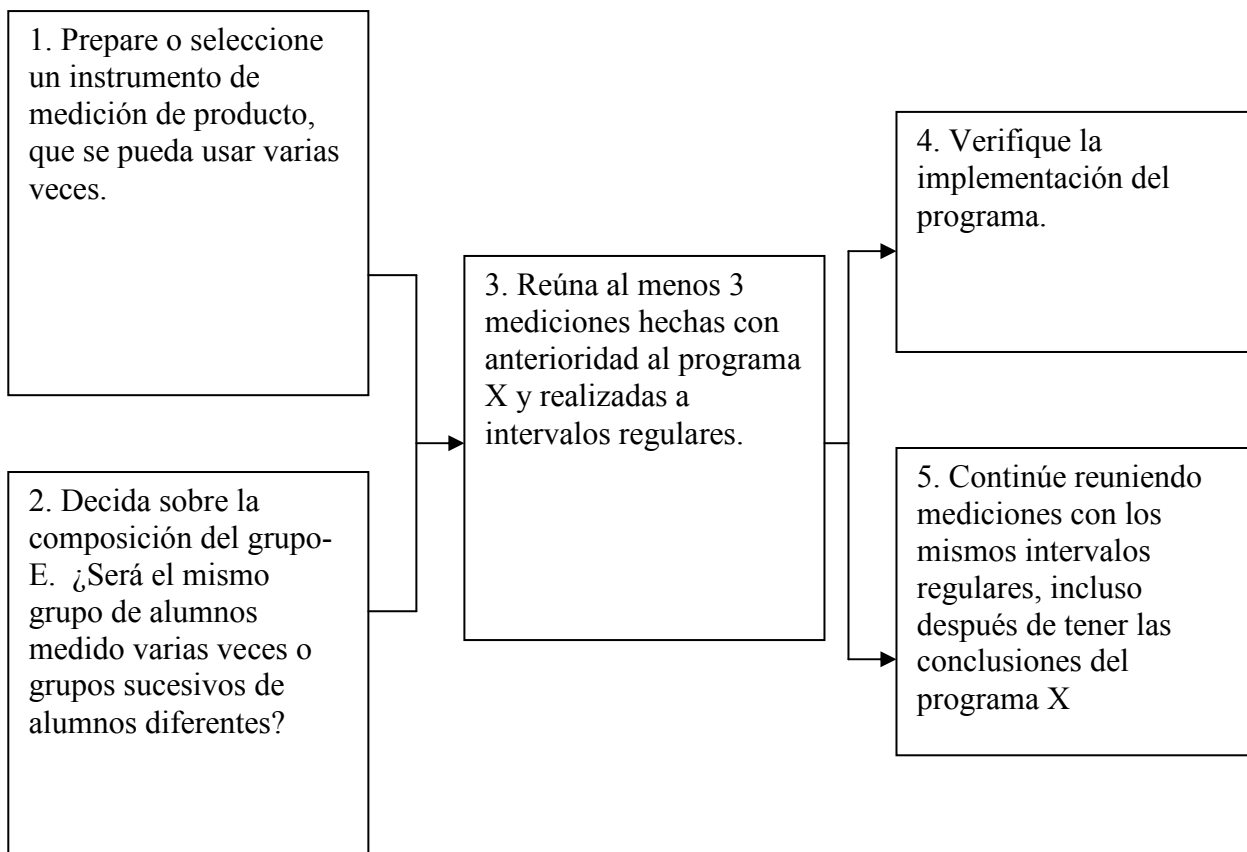 1. Prepare o seleccione
un instrumento de
medición de producto,
que se pueda usar varias
veces.
2. Decida sobre la
composición del grupo-
E.  ¿Será el mismo
grupo de alumnos
medido varias veces o
grupos sucesivos de
alumnos diferentes?
3. Reúna al menos 3
mediciones hechas con
anterioridad al programa
X y realizadas a
intervalos regulares.
4. Verifique la
implementación del
programa.
5. Continúe reuniendo
mediciones con los
mismos intervalos
regulares, incluso
después de tener las
conclusiones del
programa X